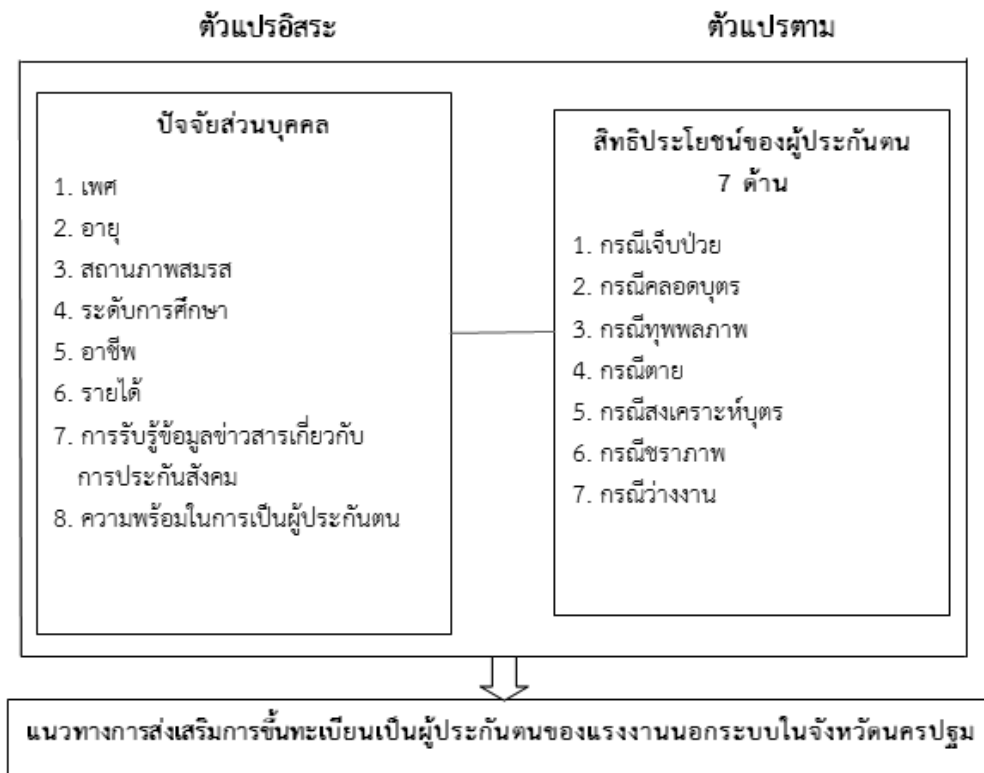 ตัวแปรอิสระ
ตัวแปรตาม
ปัจจัยส่วนบุคคล
1. เพศ
2. อายุ
3. สถานภาพสมรส
4. ระดับการศึกษา
5. อาชีพ
6. รายได้
7. การรับรู้ข้อมูลข่าวสารเกี่ยวกับ
การประกันสังคม
8. ความพร้อมในการเป็นผู้ประกันตน
สิทธิประโยชน์ของผู้ประกันตน
7 ด้าน
1. กรณีเจ็บป่วย
2. กรณีคลอดบุตร
3. กรณีทุพพลภาพ
4. กรณีตาย
5. กรณีสงเคราะห์บุตร
6. กรณีชราภาพ
7. กรณีว่างงาน
แนวทางการส่งเสริมการขึ้นทะเบียนเป็นผู้ประกันตนของแรงงานนอกระบบในจังหวัดนครปฐม